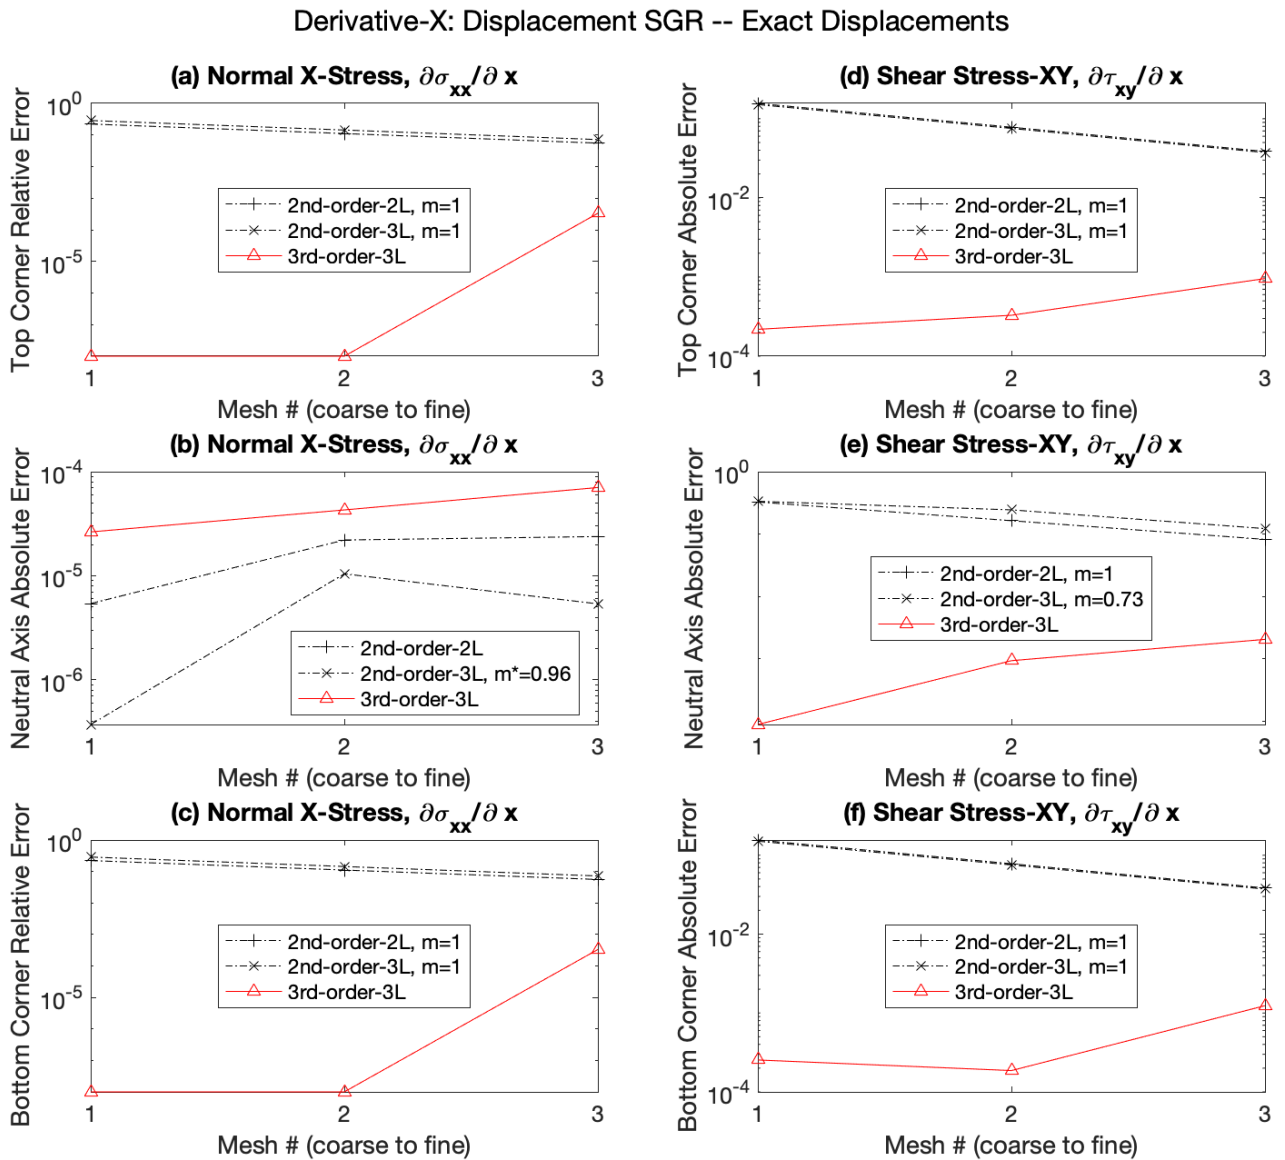 Derivative-X: Displacement SGR -- Exact Displacements
(a) Normal X-Stress, ∂σxx/∂ x
Top Corner Relative Error
10^0
10^-5
2nd-order-2L, m=1
2nd-order-3L, m=1
3rd-order-3L
1 2 3
Mesh # (coarse to fine)
(d) Shear Stress-XY, ∂τxy/∂ x
Top Corner Absolute Error
10^-2
10^-4
2nd-order-2L, m=1
2nd-order-3L, m=1
3rd-order-3L
1 2 3
Mesh # (coarse to fine)
(b) Normal X-Stress, ∂σxx/∂ x
Neutral Axis Absolute Error
10^-4
10^-5
10^-6
2nd-order-2L
2nd-order-3L, m*=0.96
3rd-order-3L
1 2 3
Mesh # (coarse to fine)
(e) Shear Stress-XY, ∂τxy/∂ x
Neutral Axis Absolute Error
10^0
2nd-order-2L, m=1
2nd-order-3L, m=0.73
3rd-order-3L
1 2 3
Mesh # (coarse to fine)
(c) Normal X-Stress, ∂σxx/∂ x
Bottom Corner Relative Error
10^0
10^-5
2nd-order-2L, m=1
2nd-order-3L, m=1
3rd-order-3L
1 2 3
Mesh # (coarse to fine)
(f) Shear Stress-XY, ∂τxy/∂ x
Bottom Corner Absolute Error
10^-2
10^-4
2nd-order-2L, m=1
2nd-order-3L, m=1
3rd-order-3L
1 2 3
Mesh # (coarse to fine)